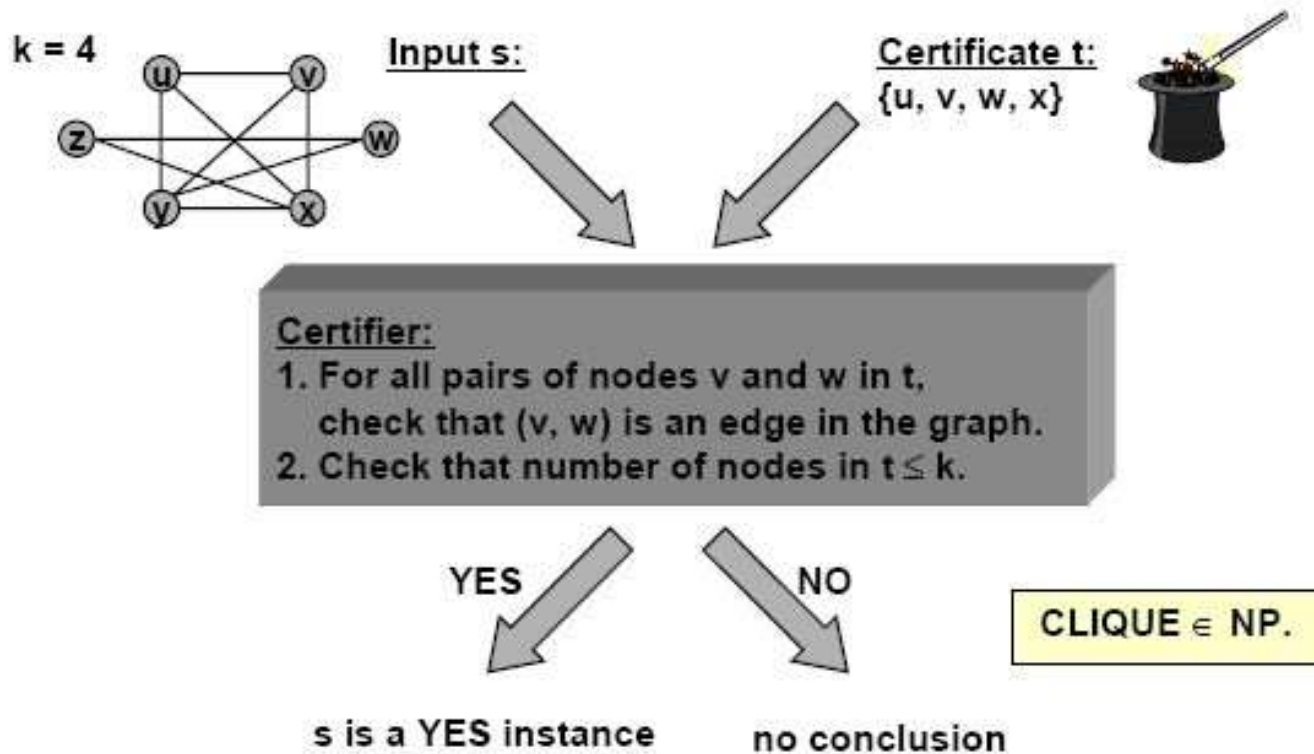 k = 4
u
v
z
w
y
x
Input s:
Certificate t:
{u, v, w, x}
Certifier:
1. For all pairs of nodes v and w in t,
check that (v, w) is an edge in the graph.
2. Check that number of nodes in t ≤ k.
YES
NO
CLIQUE ∈ NP.
s is a YES instance
no conclusion